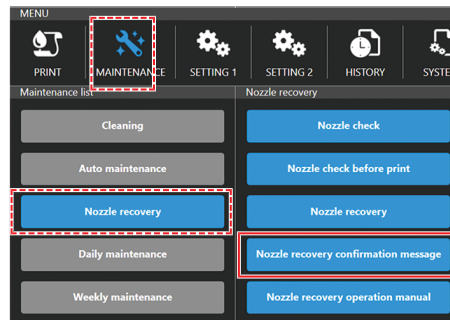 MENU
PRINT
MAINTENANCE
SETTING 1
SETTING 2
HISTORY
Maintenance list
Nozzle recovery
Cleaning
Nozzle check
Auto maintenance
Nozzle check before print
Nozzle recovery
Nozzle recovery
Daily maintenance
Nozzle recovery confirmation message
Weekly maintenance
Nozzle recovery operation manual